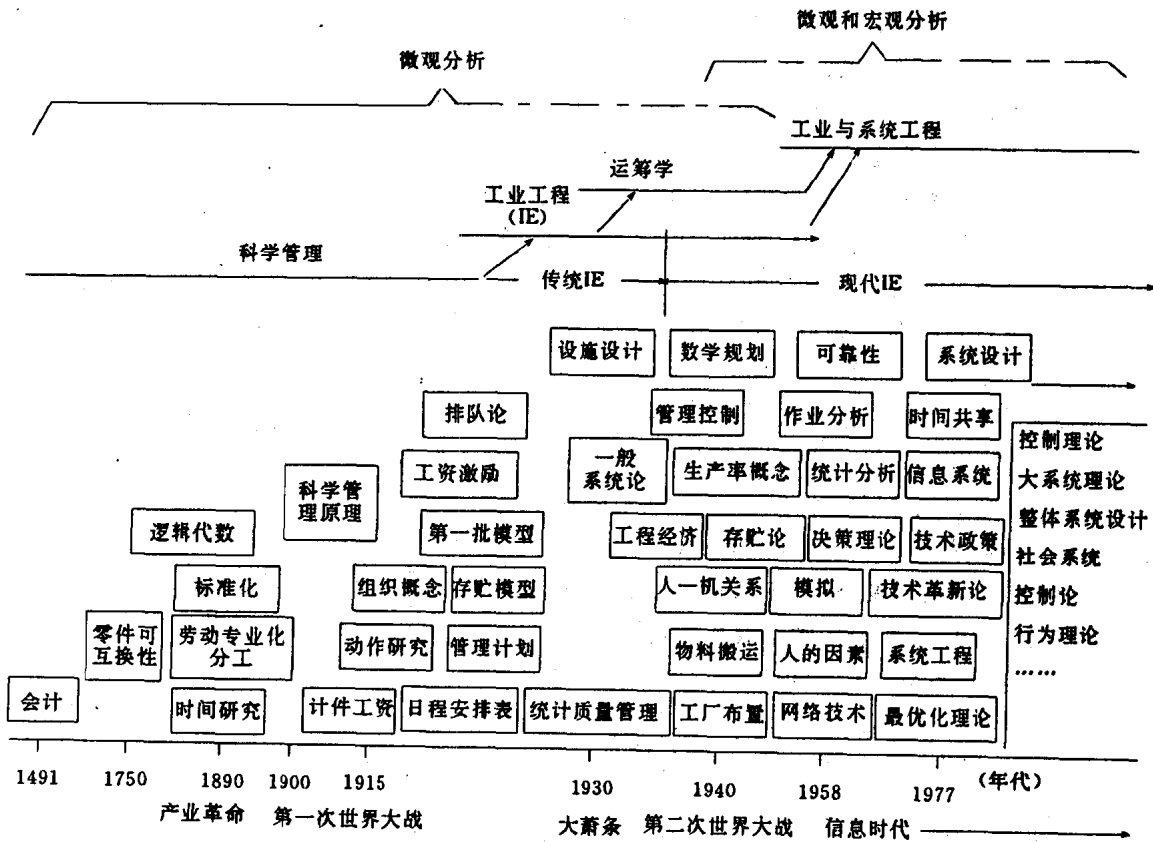 微观和宏观分析
微观分析
工业与系统工程
运筹学
工业工程
(IE)
科学管理
传统IE
现代IE
设施设计
数学规划
可靠性
系统设计
排队论
管理控制
作业分析
时间共享
科学管
理原理
工资激励
一般
系统论
生产率概念
统计分析
信息系统
逻辑代数
第一批模型
工程经济
存贮论
决策理论
技术政策
标准化
组织概念
存贮模型
人一机关系
模拟
技术革新论
零件可
互换性
劳动专业化
分工
动作研究
管理计划
物料搬运
人的因素
系统工程
会计
时间研究
计件工资
日程安排表
统计质量管理
工厂布置
网络技术
最优化理论
控制理论
大系统理论
整体系统设计
社会系统
控制论
行为理论
……
1491 1750 1890 1900 1915 1930 1940 1958 1977 (年代)
产业革命 第一次世界大战 大萧条 第二次世界大战 信息时代